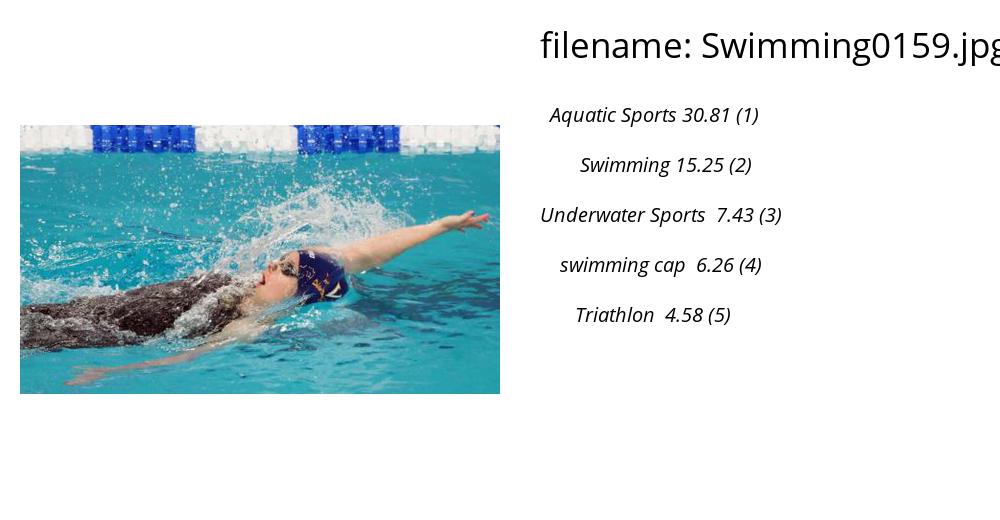 filename: Swimming0159.jpg
Aquatic Sports 30.81 (1)
Swimming 15.25 (2)
Underwater Sports 7.43 (3)
swimming cap 6.26 (4)
Triathlon 4.58 (5)